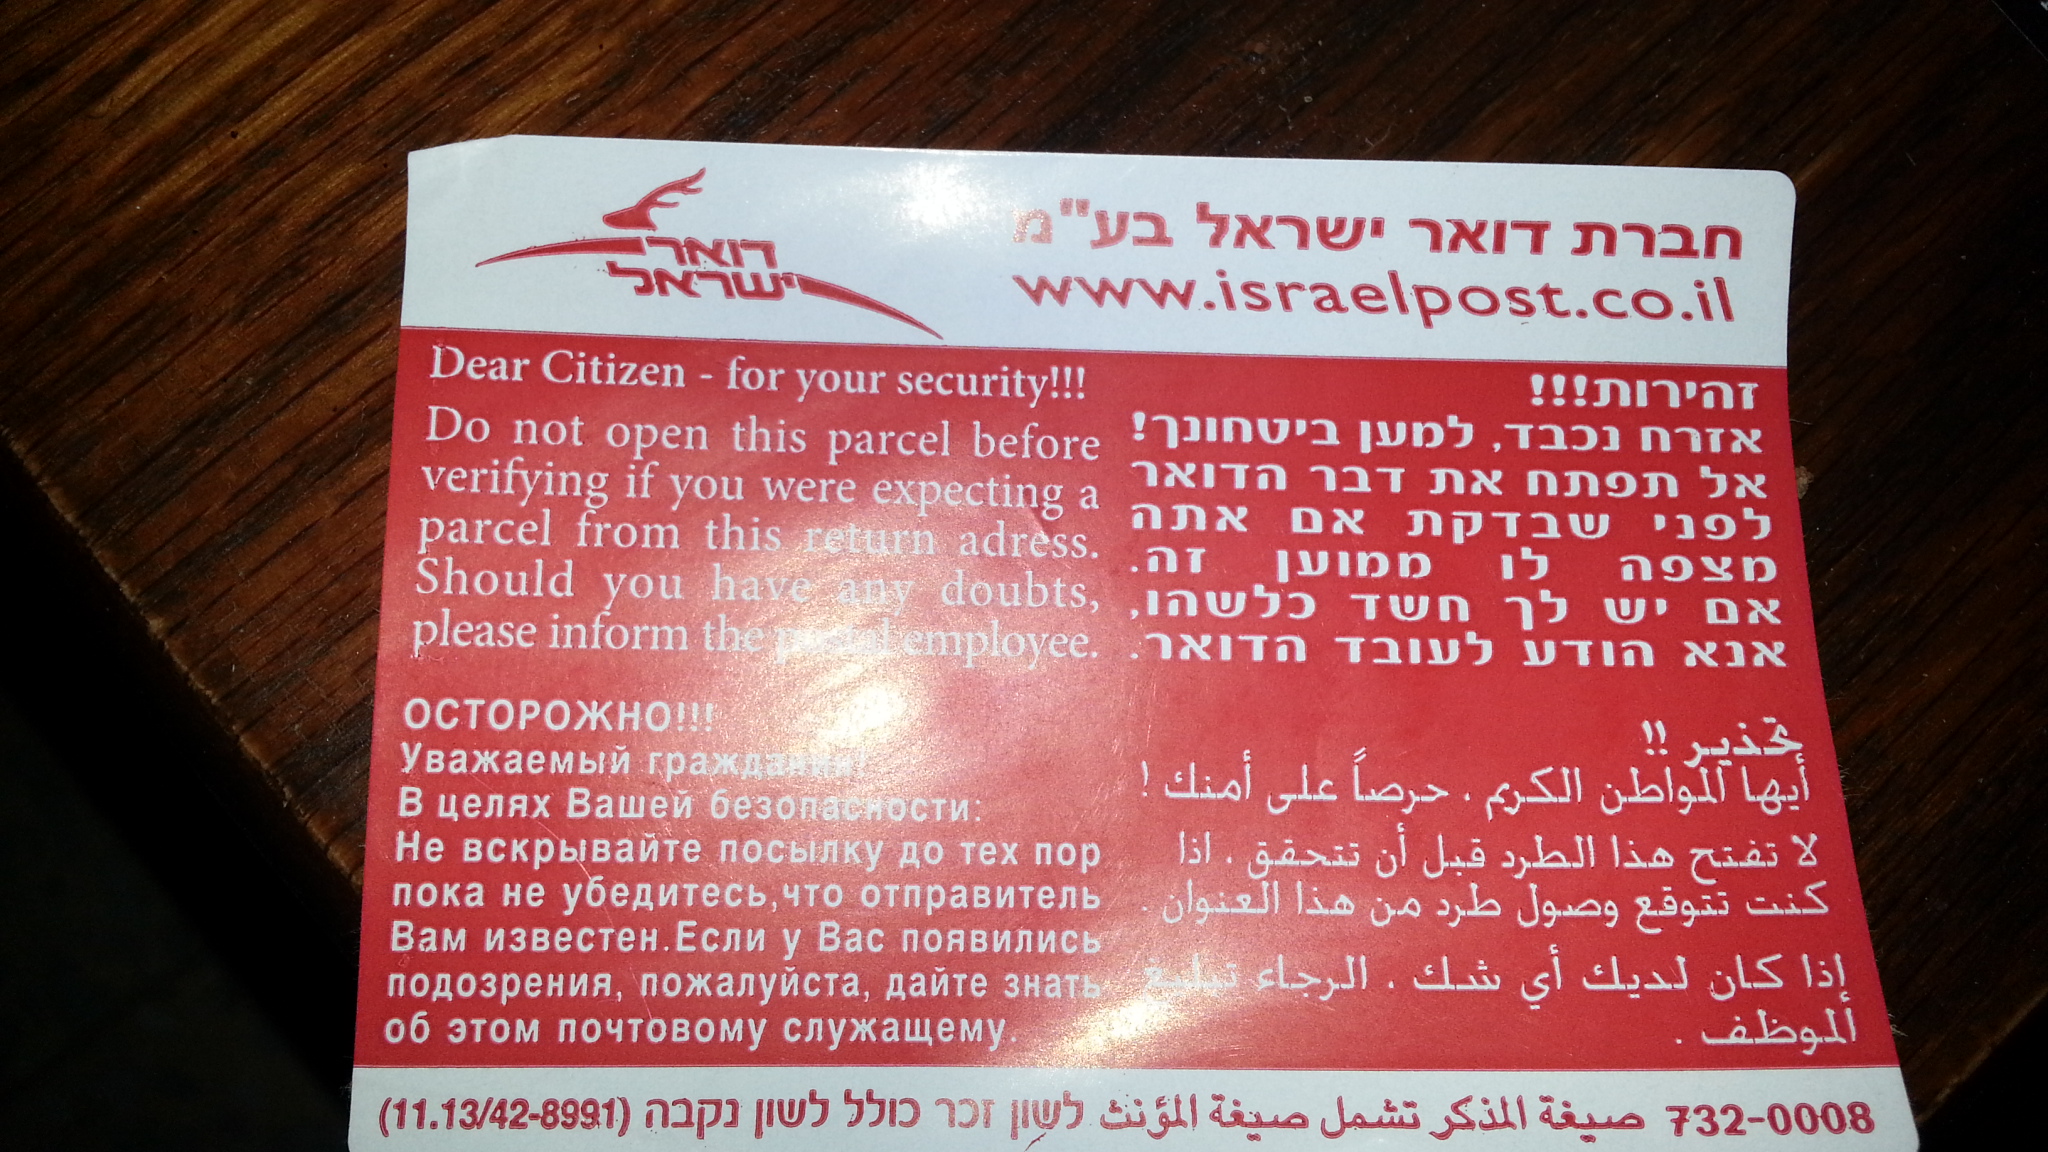 דואר
ישראל
חברת דואר ישראל בע"מ
www.israelpost.co.il
Dear Citizen - for your security!!!
Do not open this parcel before
verifying if you were expecting a
parcel from this return adress.
Should you have any doubts,
please inform the postal employee.
זהירות!!!
אזרח נכבד, למען ביטחונך!
אל תפתח את דבר הדואר
לפני שבדקת אם אתה
מצפה לו ממוען זה.
אם יש לך חשד כלשהו,
אנא הודע לעובד הדואר.
ОСТОРОЖНО!!!
Уважаемый гражданин!
В целях Вашей безопасности:
Не вскрывайте посылку до тех пор
пока не убедитесь,что отправитель
Вам известен.Если у Вас появились
подозрения, пожалуйста, дайте знать
об этом почтовому служащему.
تحذير !!
أيها المواطن الكريم . حرصاً على أمنك !
لا تفتح هذا الطرد قبل أن تتحقق . اذا
كنت تتوقع وصول طرد من هذا العنوان .
اذا كان لديك أي شك . الرجاء تبليغ
الموظف .
732-0008 صيغة المذكر تشمل صيغة المؤنث לשון זכר כולל לשון נקבה (11.13/42-8991)